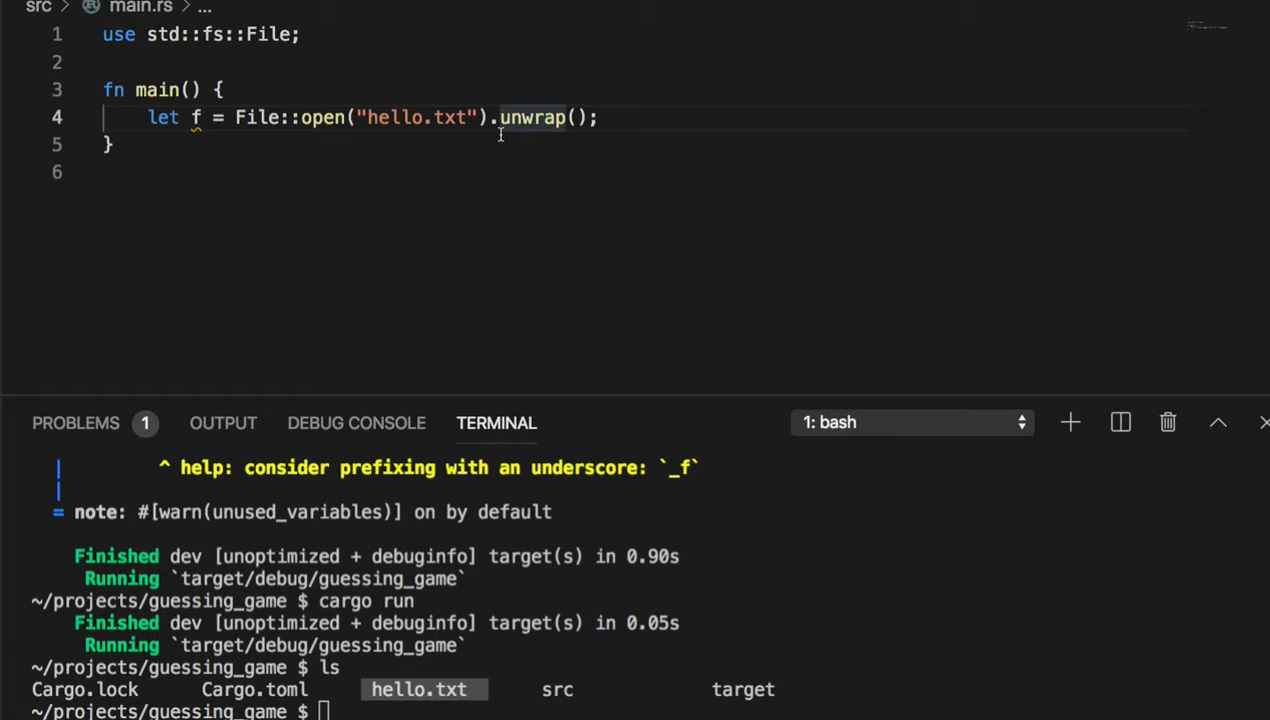 src > main.rs > ...
1 use std::fs::File;
2
3 fn main() {
4 let f = File::open("hello.txt").unwrap();
5 }
6
PROBLEMS 1 OUTPUT DEBUG CONSOLE TERMINAL 1: bash
| ^ help: consider prefixing with an underscore: `_f`
|
= note: #[warn(unused_variables)] on by default
Finished dev [unoptimized + debuginfo] target(s) in 0.90s
Running `target/debug/guessing_game`
~/projects/guessing_game $ cargo run
Finished dev [unoptimized + debuginfo] target(s) in 0.05s
Running `target/debug/guessing_game`
~/projects/guessing_game $ ls
Cargo.lock Cargo.toml hello.txt src target
~/projects/guessing_game $